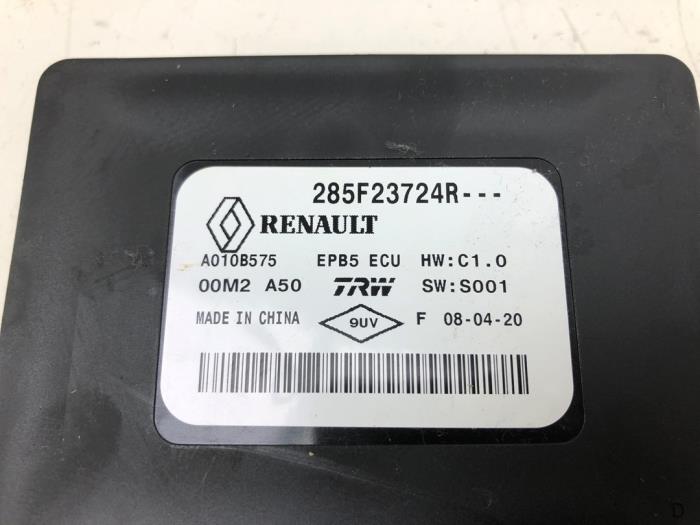 285F23724R---
RENAULT
A010B575 EPB5 ECU HW:C1.0
00M2 A50 TRW SW:S001
MADE IN CHINA 9UV F 08-04-20
D